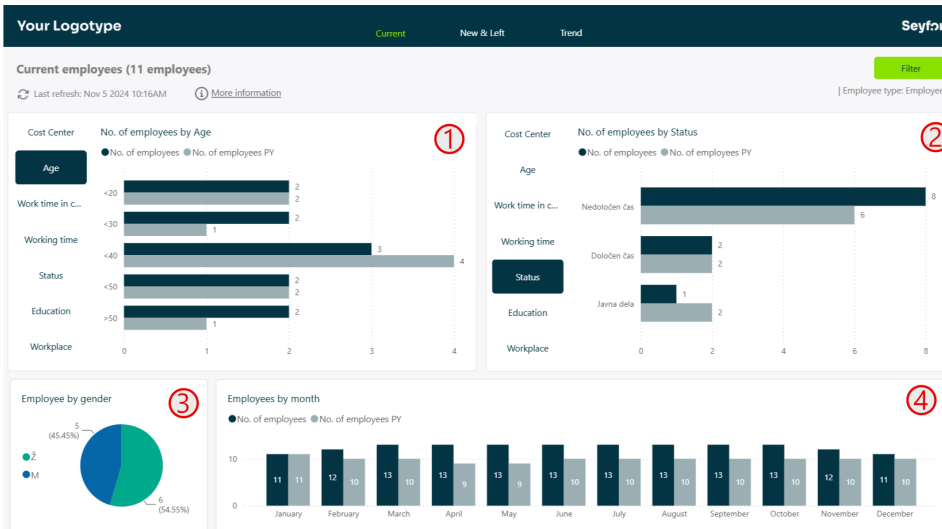 Your Logotype
Current New & Left Trend
Seyfor
Current employees (11 employees)
Filter
Last refresh: Nov 5 2024 10:16AM More information
| Employee type: Employee
Cost Center
Age
Work time in c...
Working time
Status
Education
Workplace
No. of employees by Age
No. of employees No. of employees PY
1
<20 2 2
<30 2 1
<40 3 4
<50 2 2
>50 2 1
0 1 2 3 4
Cost Center
Age
Work time in c...
Working time
Status
Education
Workplace
No. of employees by Status
No. of employees No. of employees PY
2
Nedoločen čas 8 6
Določen čas 2 2
Javna dela 1 2
0 2 4 6 8
Employee by gender
3
5
(45.45%)
Ž
M
6
(54.55%)
Employees by month
4
No. of employees No. of employees PY
10
11 11 12 10 13 10 13 9 13 9 13 10 13 10 13 10 13 10 13 10 12 10 11 10
0
January February March April May June July August September October November December